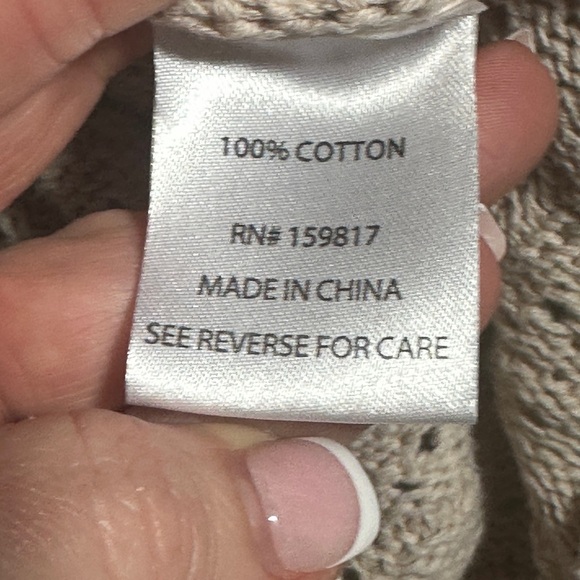 100% COTTON
RN# 159817
MADE IN CHINA
SEE REVERSE FOR CARE